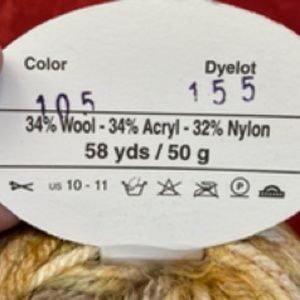 Color Dyelot
105 155
34% Wool - 34% Acryl - 32% Nylon
58 yds / 50 g
US 10 - 11 P